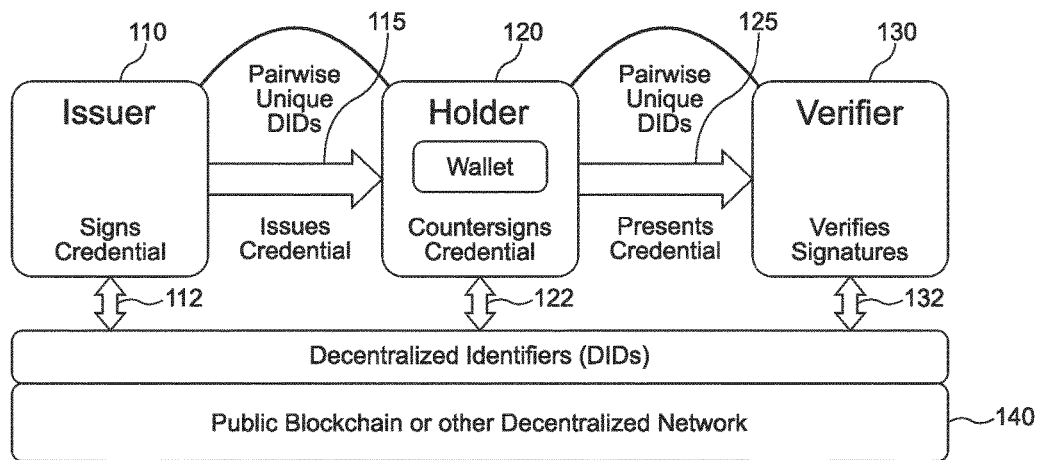 110
115
120
125
130
Issuer
Pairwise
Unique
DIDs
Holder
Pairwise
Unique
DIDs
Verifier
Wallet
Signs
Credential
Issues
Credential
Countersigns
Credential
Presents
Credential
Verifies
Signatures
112
122
132
Decentralized Identifiers (DIDs)
Public Blockchain or other Decentralized Network
140